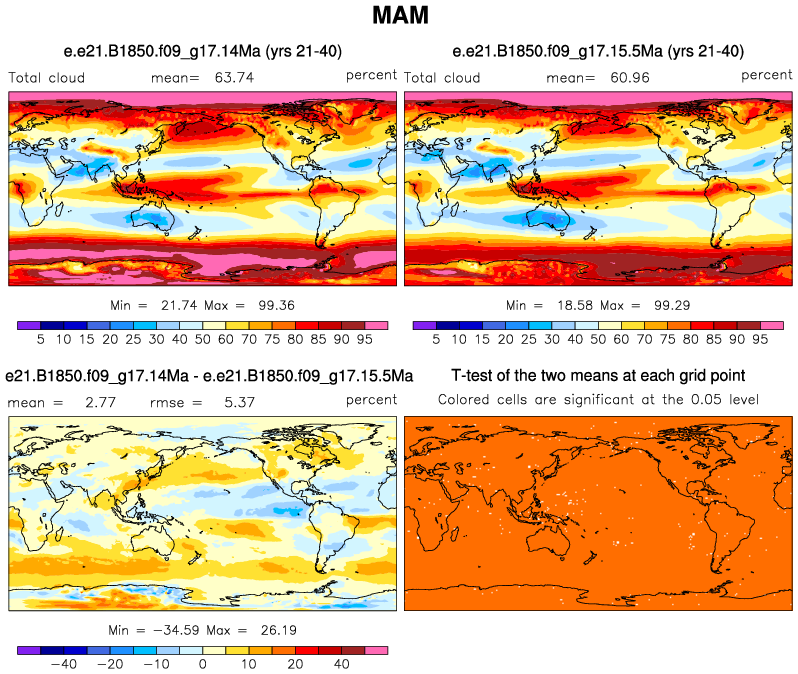 MAM
e.e21.B1850.f09_g17.14Ma (yrs 21-40)
Total cloud mean= 63.74 percent
Min = 21.74 Max = 99.36
5 10 15 20 25 30 40 50 60 70 75 80 85 90 95
e.e21.B1850.f09_g17.15.5Ma (yrs 21-40)
Total cloud mean= 60.96 percent
Min = 18.58 Max = 99.29
5 10 15 20 25 30 40 50 60 70 75 80 85 90 95
e21.B1850.f09_g17.14Ma - e.e21.B1850.f09_g17.15.5Ma
mean = 2.77 rmse = 5.37 percent
Min = −34.59 Max = 26.19
−40 −20 −10 0 10 20 40
T-test of the two means at each grid point
Colored cells are significant at the 0.05 level